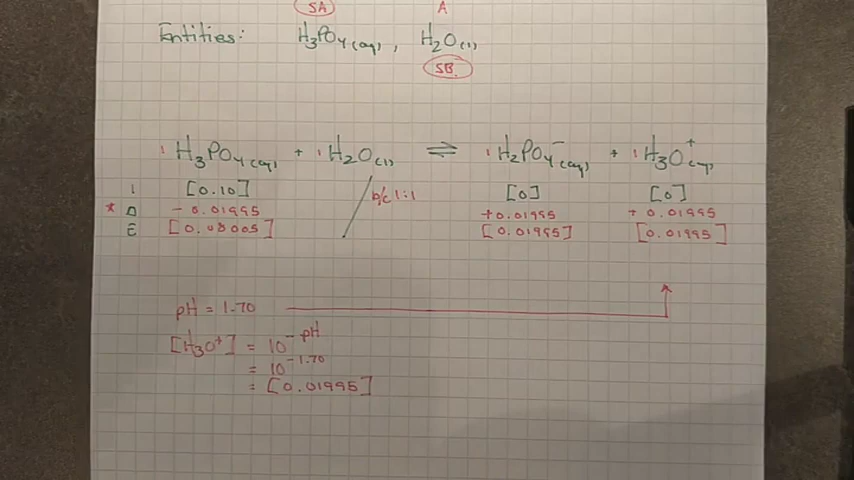 SA A
Entities: H₃PO₄(aq), H₂O(l)
SB
1 H₃PO₄(aq) + 1 H₂O(l) ⇌ 1 H₂PO₄⁻(aq) + 1 H₃O⁺(aq)
I [0.10] [0] [0]
b/c 1:1
* Δ - 0.01995 +0.01995 + 0.01995
E [0.08005] [0.01995] [0.01995]
pH = 1.70
[H₃O⁺] = 10^-pH
= 10^-1.70
= [0.01995]